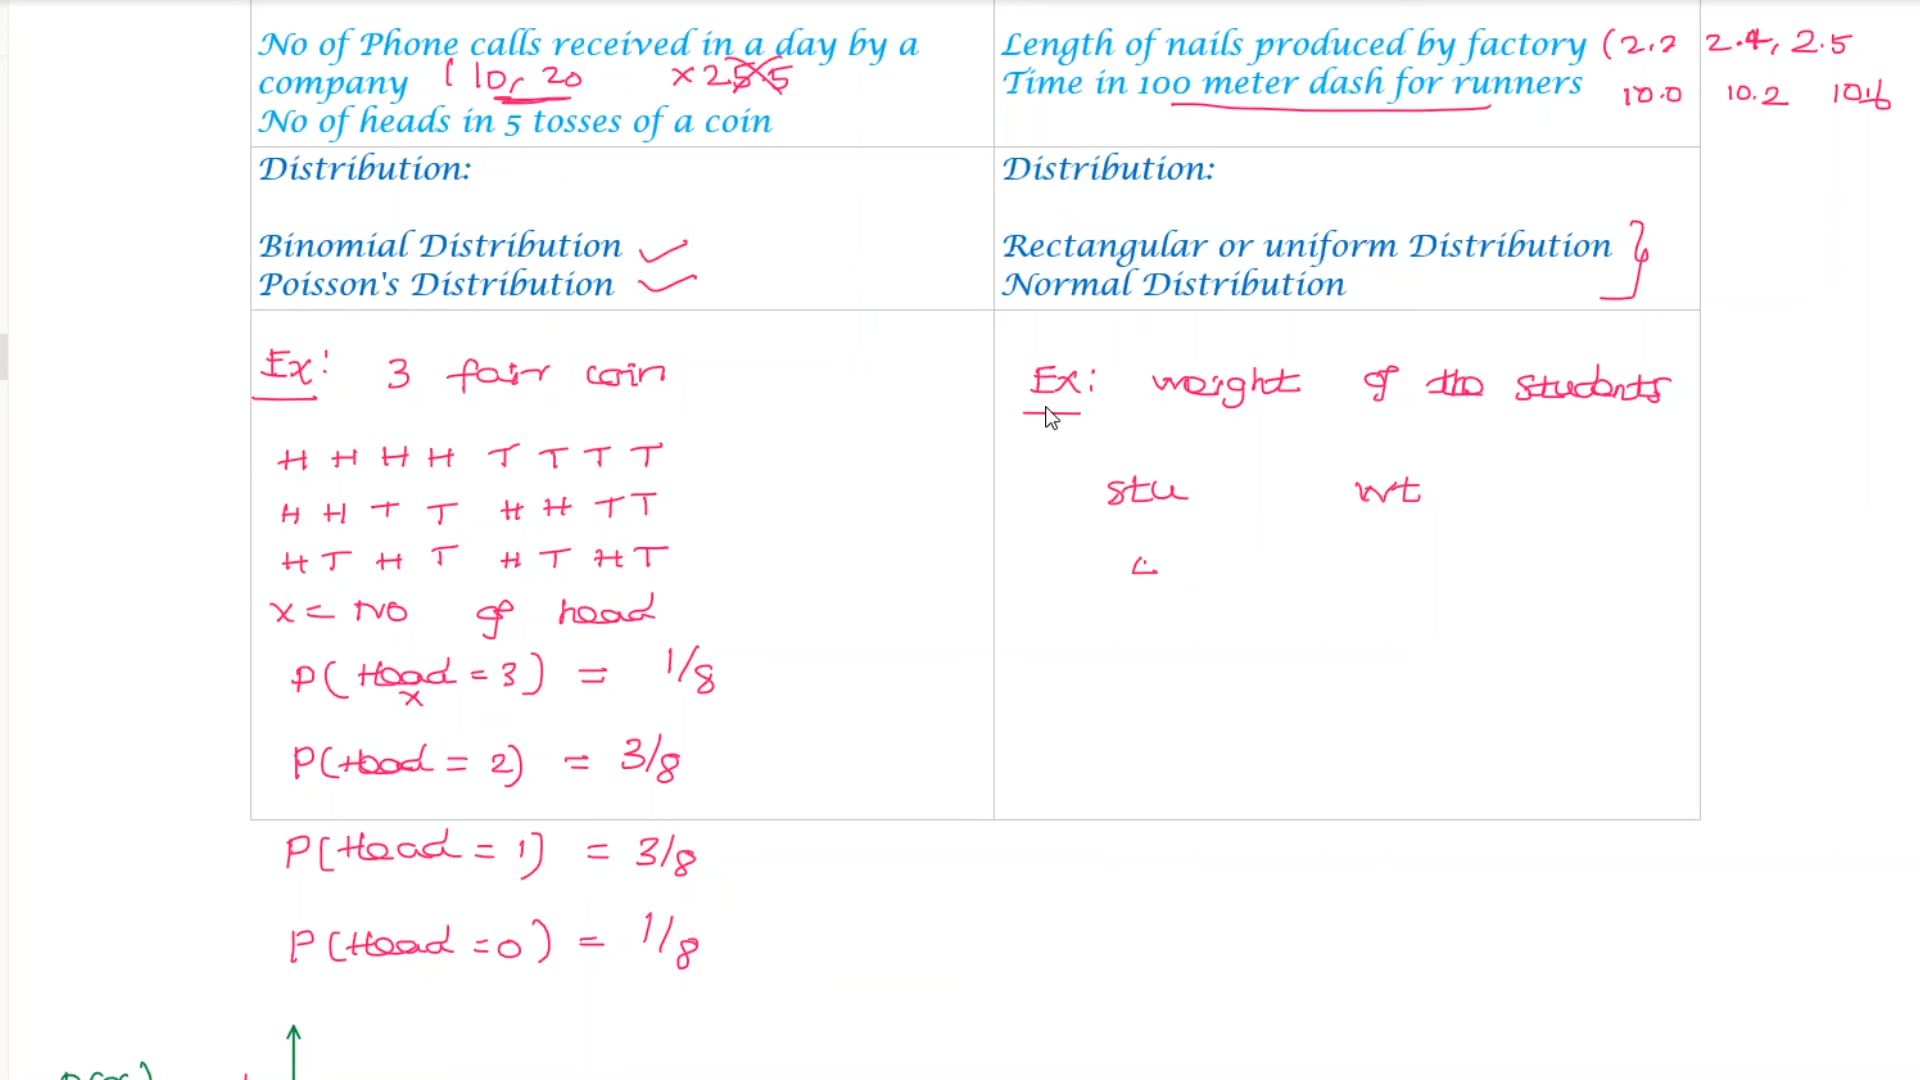 No of Phone calls received in a day by a
company ( 10, 20 x 25.5
No of heads in 5 tosses of a coin
Distribution:
Binomial Distribution
Poisson's Distribution
Ex: 3 fair coin
H H H H T T T T
H H T T H H T T
H T H T H T H T
x = No of head
P( Head = 3 ) = 1/8
x
P( Head = 2) = 3/8
P( Head = 1) = 3/8
P( Head = 0 ) = 1/8
Length of nails produced by factory ( 2.2 2.4, 2.5
Time in 100 meter dash for runners 10.0 10.2 10.6
Distribution:
Rectangular or uniform Distribution
Normal Distribution
Ex: weight of the students
stu wt